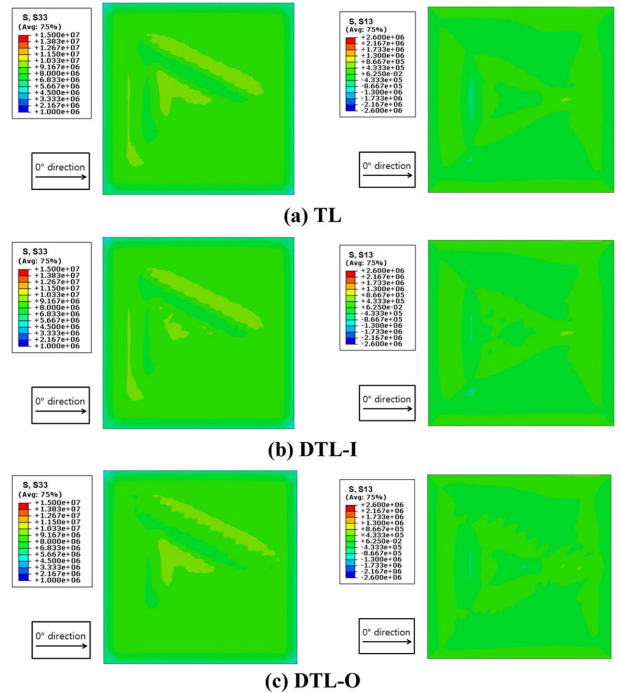 S, S33
(Avg: 75%)
+1.500e+07
+1.383e+07
+1.267e+07
+1.150e+07
+1.033e+07
+9.167e+06
+8.000e+06
+6.833e+06
+5.667e+06
+4.500e+06
+3.333e+06
+2.167e+06
+1.000e+06
0° direction
S, S13
(Avg: 75%)
+2.600e+06
+2.167e+06
+1.733e+06
+1.300e+06
+8.667e+05
+4.333e+05
+6.250e-02
-4.333e+05
-8.667e+05
-1.300e+06
-1.733e+06
-2.167e+06
-2.600e+06
0° direction
(a) TL
S, S33
(Avg: 75%)
+1.500e+07
+1.383e+07
+1.267e+07
+1.150e+07
+1.033e+07
+9.167e+06
+8.000e+06
+6.833e+06
+5.667e+06
+4.500e+06
+3.333e+06
+2.167e+06
+1.000e+06
0° direction
S, S13
(Avg: 75%)
+2.600e+06
+2.167e+06
+1.733e+06
+1.300e+06
+8.667e+05
+4.333e+05
+6.250e-02
-4.333e+05
-8.667e+05
-1.300e+06
-1.733e+06
-2.167e+06
-2.600e+06
0° direction
(b) DTL-I
S, S33
(Avg: 75%)
+1.500e+07
+1.383e+07
+1.267e+07
+1.150e+07
+1.033e+07
+9.167e+06
+8.000e+06
+6.833e+06
+5.667e+06
+4.500e+06
+3.333e+06
+2.167e+06
+1.000e+06
0° direction
S, S13
(Avg: 75%)
+2.600e+06
+2.167e+06
+1.733e+06
+1.300e+06
+8.667e+05
+4.333e+05
+6.250e-02
-4.333e+05
-8.667e+05
-1.300e+06
-1.733e+06
-2.167e+06
-2.600e+06
0° direction
(c) DTL-O